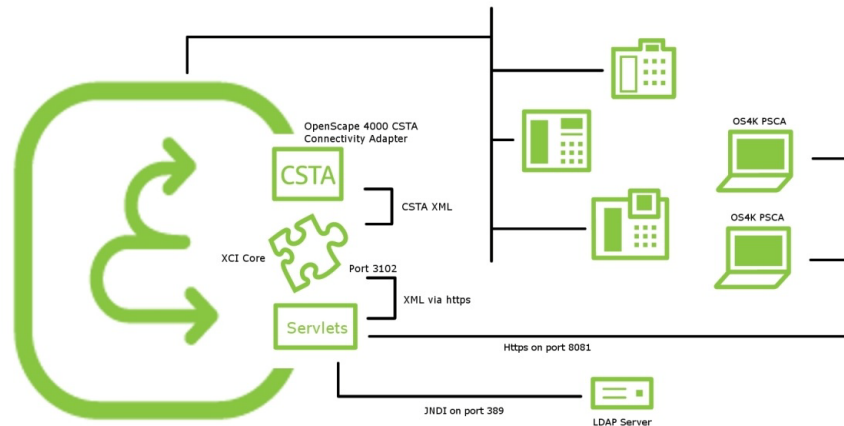 OpenScape 4000 CSTA
Connectivity Adapter
CSTA
CSTA XML
XCI Core
Port 3102
XML via https
Servlets
Https on port 8081
JNDI on port 389
LDAP Server
OS4K PSCA
OS4K PSCA